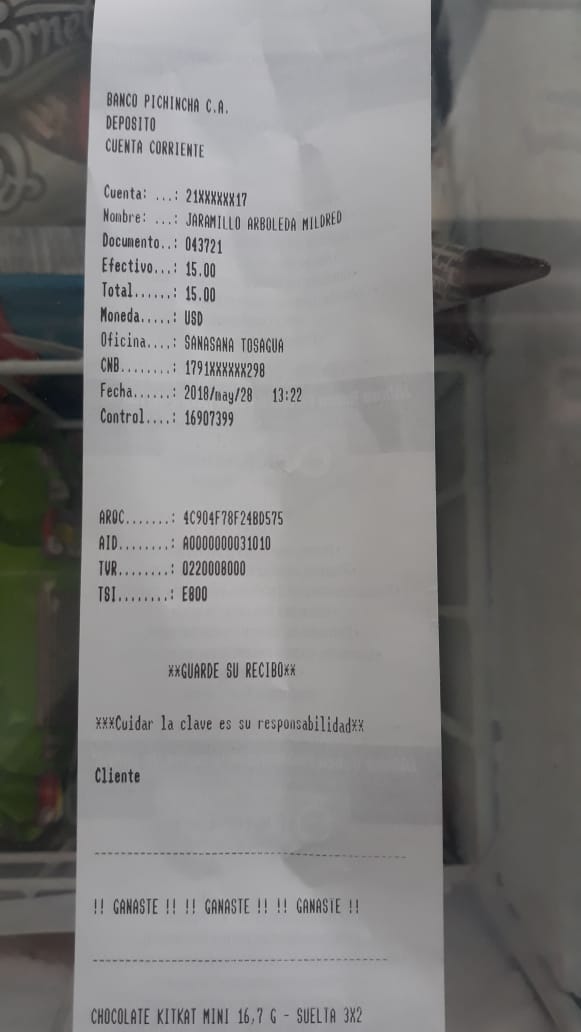 BANCO PICHINCHA C.A.
DEPOSITO
CUENTA CORRIENTE
Cuenta: ...: 21XXXXXX17
Nombre: ...: JARAMILLO ARBOLEDA MILDRED
Documento..: 043721
Efectivo...: 15.00
Total......: 15.00
Moneda.....: USD
Oficina....: SANASANA TOSAGUA
CNB........: 1791XXXXXX298
Fecha......: 2018/may/28 13:22
Control....: 16907399
ARQC.......: 4C904F78F24BD575
AID........: A0000000031010
TVR........: 0220008000
TSI........: E800
**GUARDE SU RECIBO**
***Cuidar la clave es su responsabilidad**
Cliente
!! GANASTE !! !! GANASTE !! !! GANASTE !!
CHOCOLATE KITKAT MINI 16,7 G - SUELTA 3X2